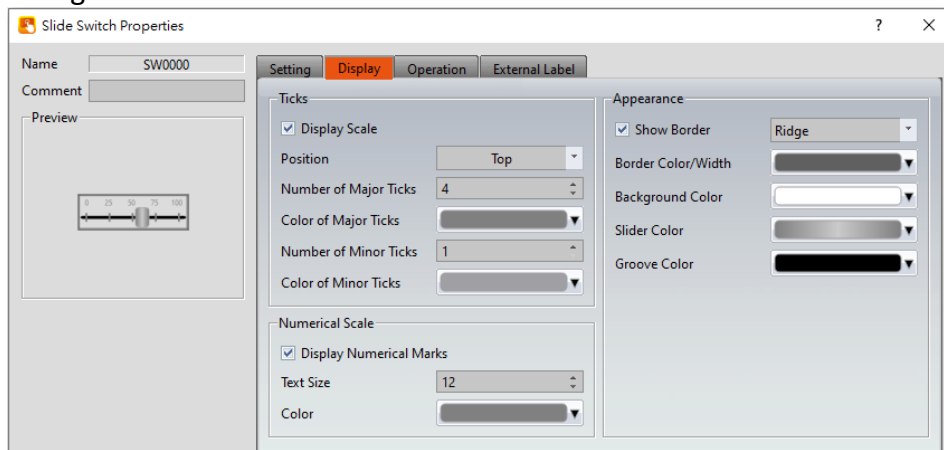 Slide Switch Properties
?
Name SW0000
Comment
Preview
0 25 50 75 100
Setting Display Operation External Label
Ticks
Display Scale
Position Top
Number of Major Ticks 4
Color of Major Ticks
Number of Minor Ticks 1
Color of Minor Ticks
Numerical Scale
Display Numerical Marks
Text Size 12
Color
Appearance
Show Border Ridge
Border Color/Width
Background Color
Slider Color
Groove Color